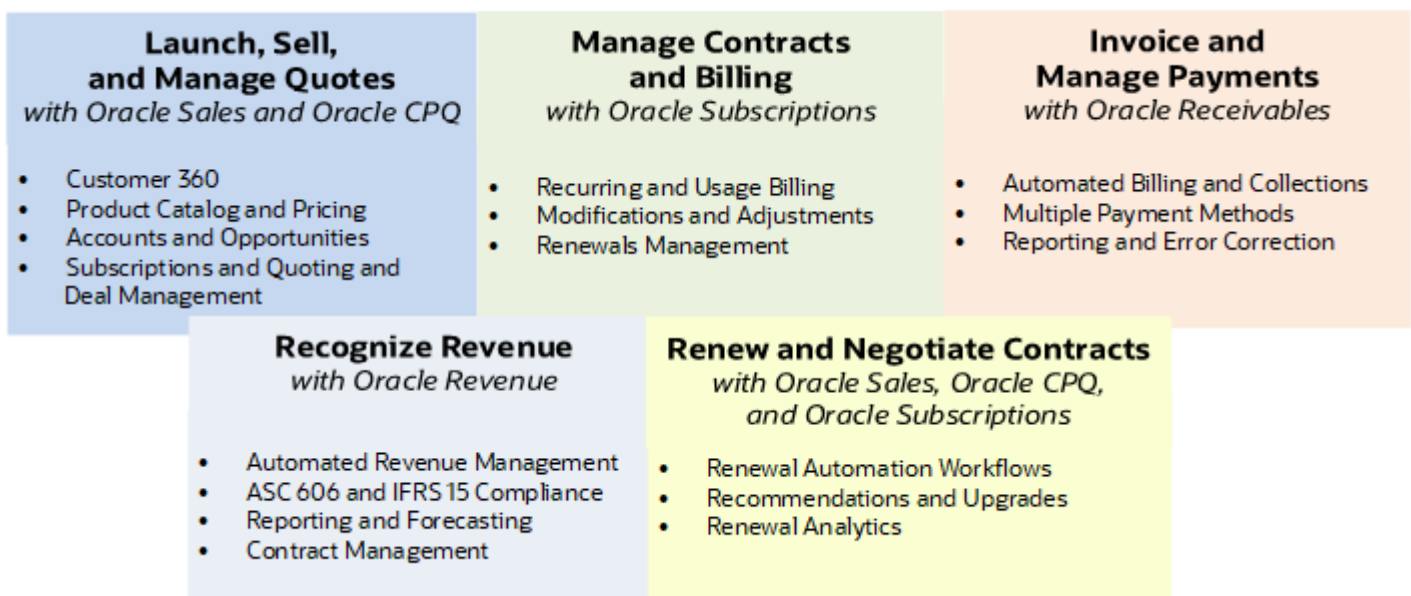 Launch, Sell,
and Manage Quotes
with Oracle Sales and Oracle CPQ
• Customer 360
• Product Catalog and Pricing
• Accounts and Opportunities
• Subscriptions and Quoting and
Deal Management
Manage Contracts
and Billing
with Oracle Subscriptions
• Recurring and Usage Billing
• Modifications and Adjustments
• Renewals Management
Invoice and
Manage Payments
with Oracle Receivables
• Automated Billing and Collections
• Multiple Payment Methods
• Reporting and Error Correction
Recognize Revenue
with Oracle Revenue
• Automated Revenue Management
• ASC 606 and IFRS 15 Compliance
• Reporting and Forecasting
• Contract Management
Renew and Negotiate Contracts
with Oracle Sales, Oracle CPQ,
and Oracle Subscriptions
• Renewal Automation Workflows
• Recommendations and Upgrades
• Renewal Analytics